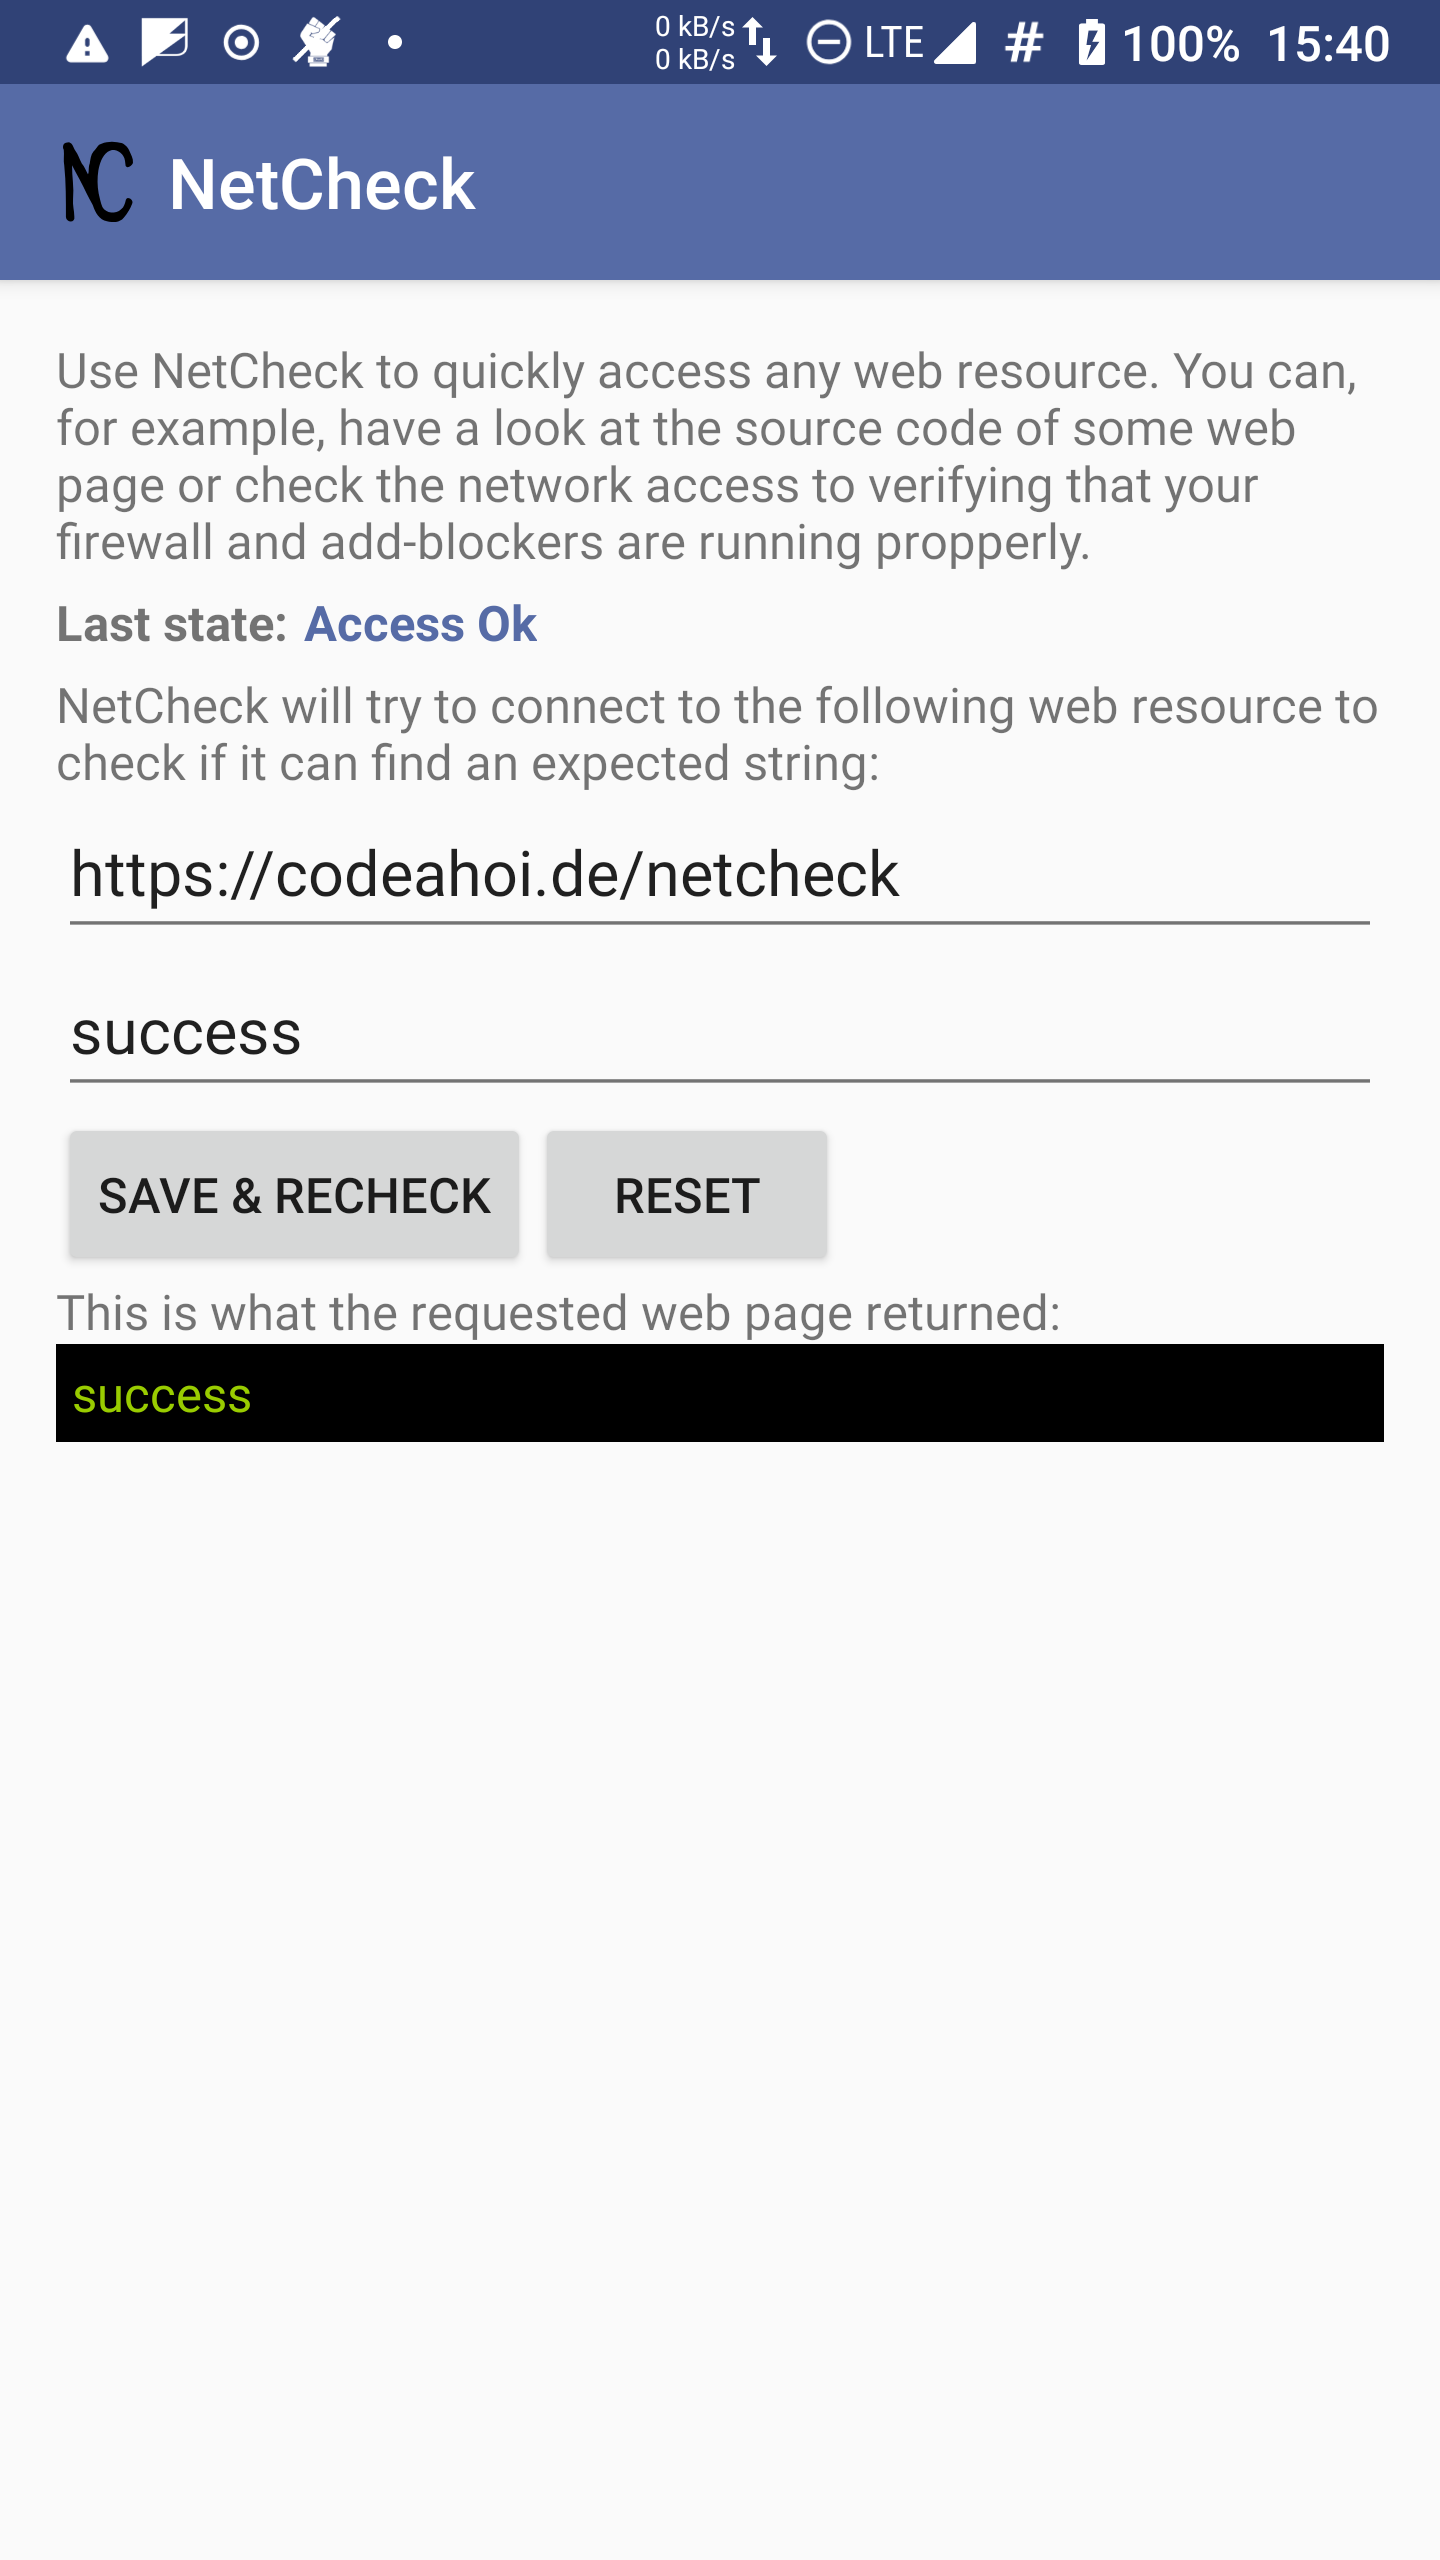 0 kB/s
0 kB/s
LTE
#
100%
15:40
NC NetCheck
Use NetCheck to quickly access any web resource. You can,
for example, have a look at the source code of some web
page or check the network access to verifying that your
firewall and add-blockers are running propperly.
Last state: Access Ok
NetCheck will try to connect to the following web resource to
check if it can find an expected string:
https://codeahoi.de/netcheck
success
SAVE & RECHECK
RESET
This is what the requested web page returned:
success